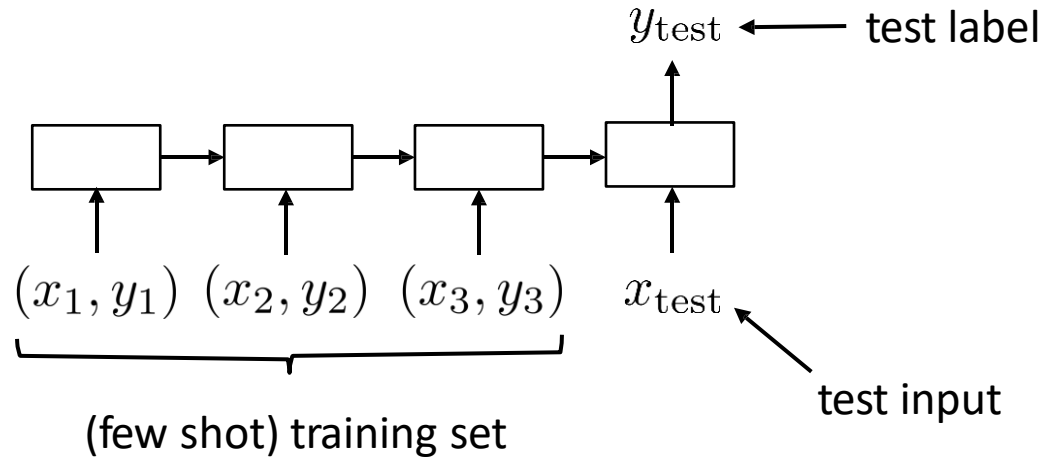 y_test test label
(x_1, y_1) (x_2, y_2) (x_3, y_3) x_test
test input
(few shot) training set